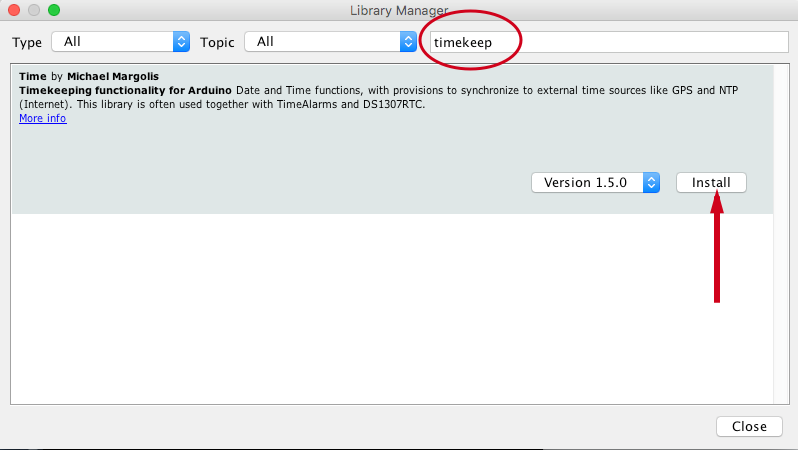 Library Manager
Type All Topic All timekeep
Time by Michael Margolis
Timekeeping functionality for Arduino Date and Time functions, with provisions to synchronize to external time sources like GPS and NTP
(Internet). This library is often used together with TimeAlarms and DS1307RTC.
More info
Version 1.5.0 Install
Close